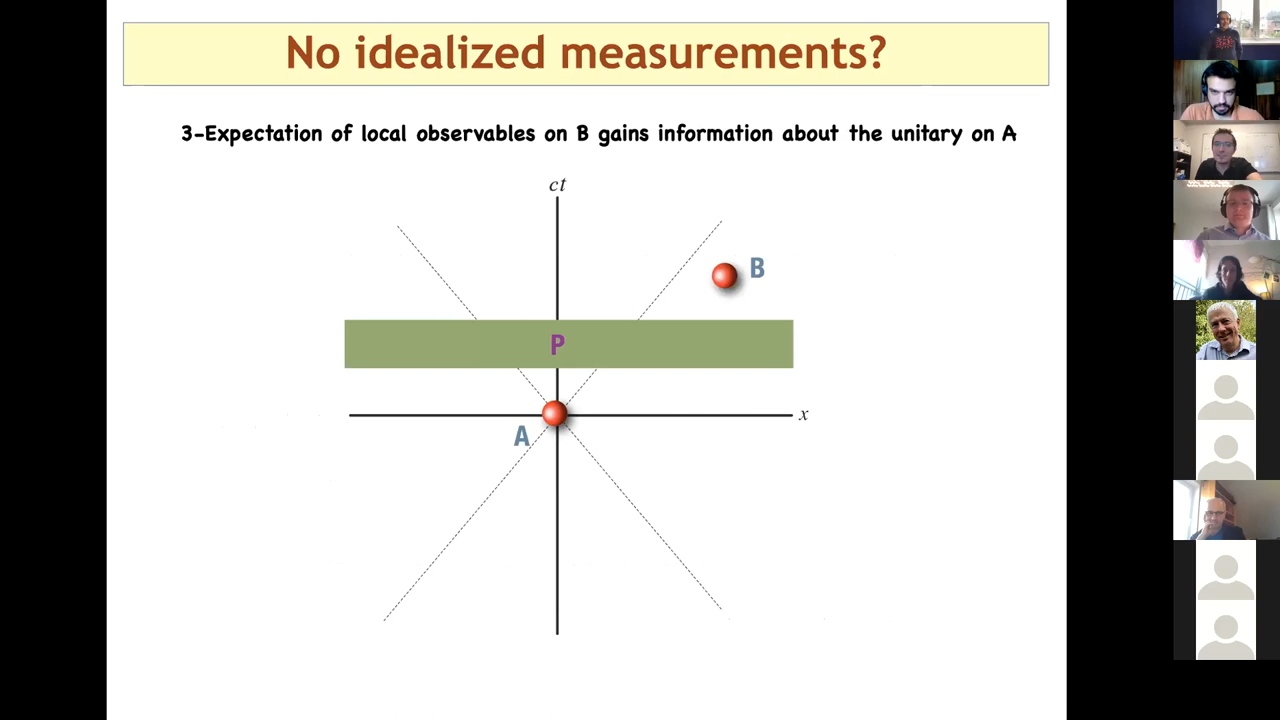 No idealized measurements?
3-Expectation of local observables on B gains information about the unitary on A
ct
B
P
x
A